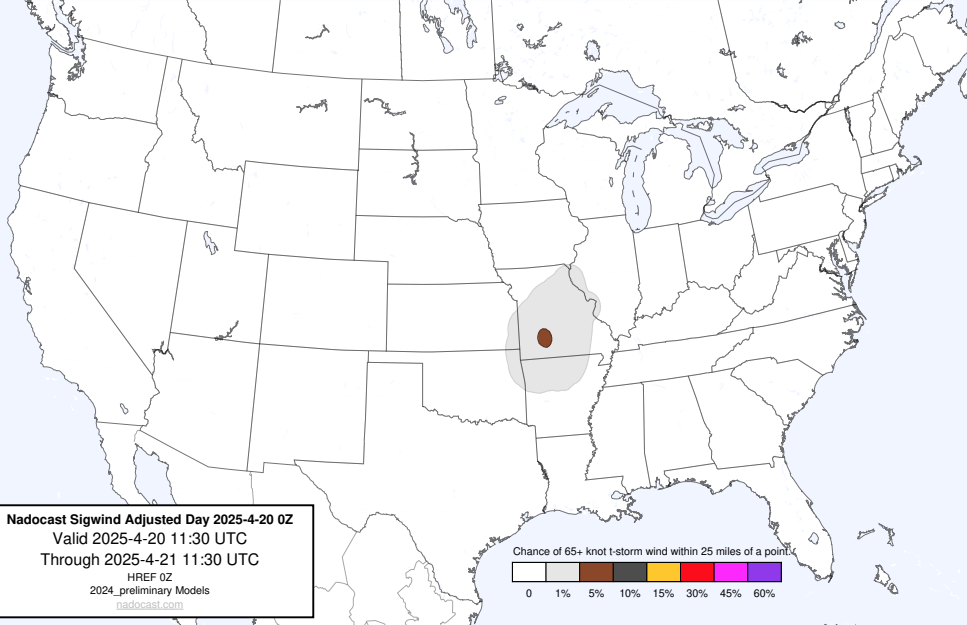 Nadocast Sigwind Adjusted Day 2025-4-20 0Z
Valid 2025-4-20 11:30 UTC
Through 2025-4-21 11:30 UTC
HREF 0Z
2024_preliminary Models
nadocast.com
Chance of 65+ knot t-storm wind within 25 miles of a point.
0 1% 5% 10% 15% 30% 45% 60%